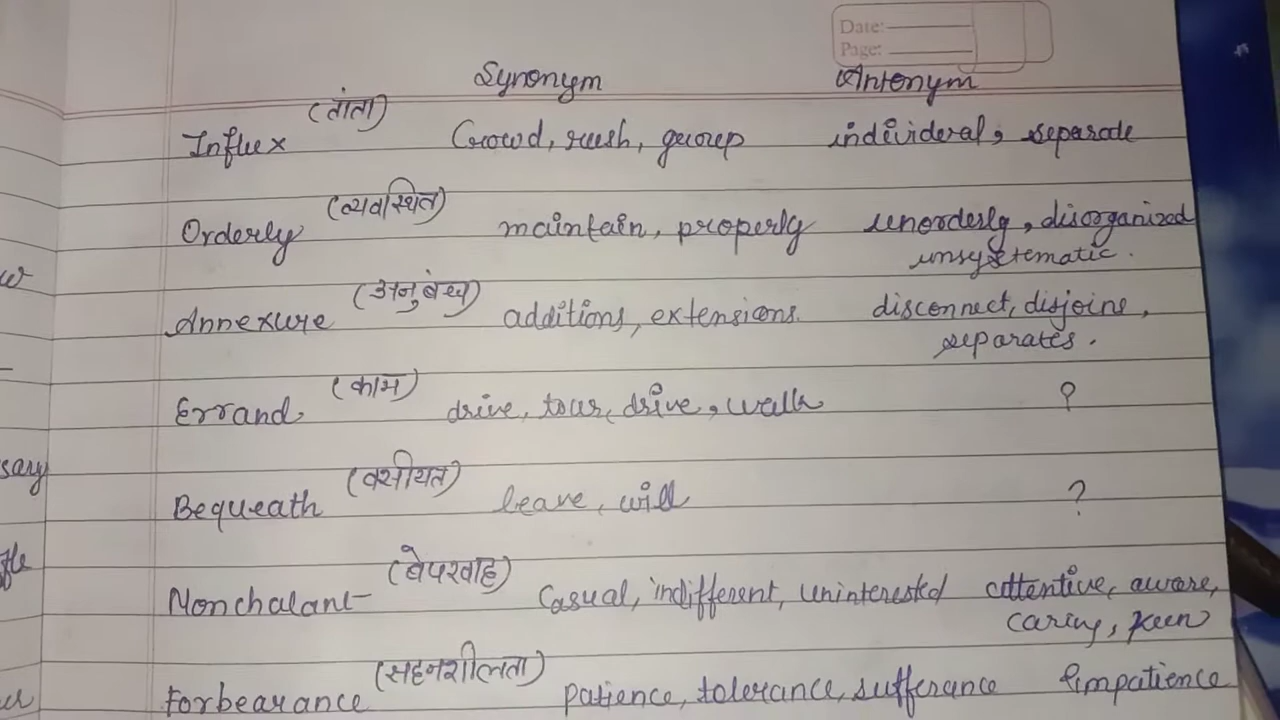 Date:
Page:
Synonym Antonym
Influx (तांता) Crowd, rush, group individual, separade
Orderly (व्यवस्थित) maintain, properly unorderly, disorganized
unsystematic.
Annexure (अनुबंध) additions, extensions. disconnect, disjoins,
separates.
Errand (काम) drive, tour, drive, walk ?
Bequeath (वसीयत) leave, will ?
Nonchalant (बेपरवाह) Casual, indifferent, uninterested attentive, aware,
caring, keen
Forbearance (सहनशीलता) patience, tolerance, sufferance impatience
sary